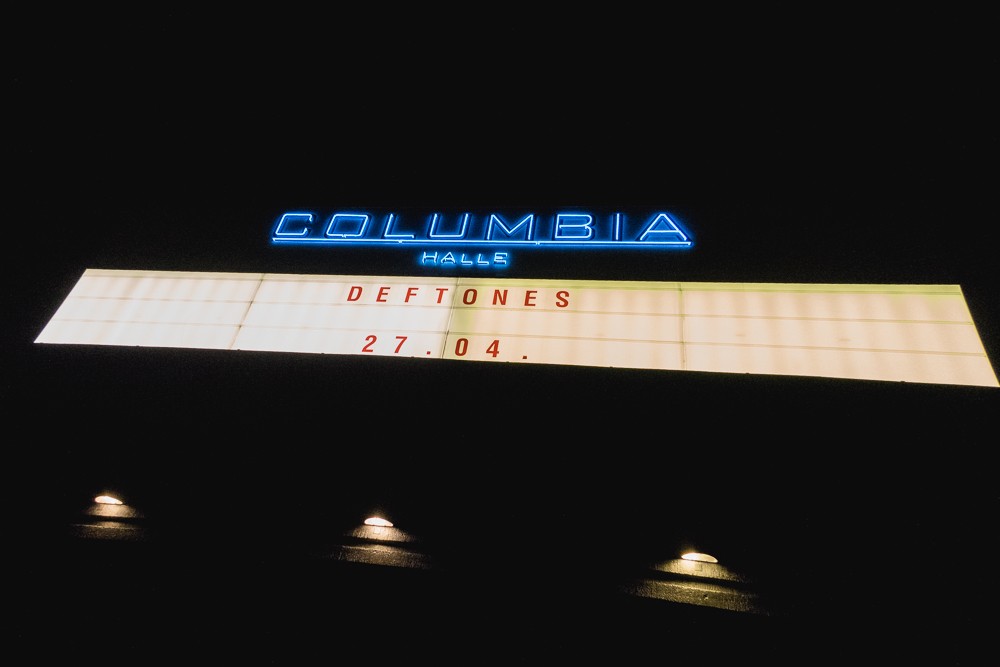 COLUMBIA
HALLE
DEFTONES
27.04.